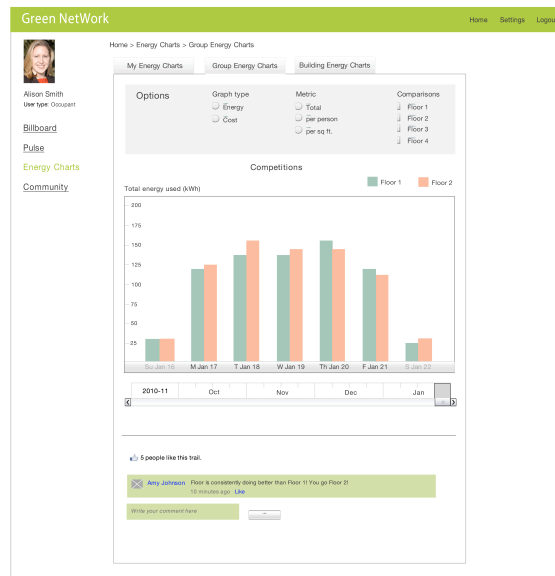 Green NetWork
Home Settings Logou
Home > Energy Charts > Group Energy Charts
My Energy Charts Group Energy Charts Building Energy Charts
Alison Smith
User type: Occupant
Billboard
Pulse
Energy Charts
Community
Options
Graph type
Energy
Cost
Metric
Total
per person
per sq ft.
Comparisons
Floor 1
Floor 2
Floor 3
Floor 4
Competitions
Floor 1 Floor 2
Total energy used (kWh)
200
175
150
125
100
75
50
25
Su Jan 16 M Jan 17 T Jan 18 W Jan 19 Th Jan 20 F Jan 21 S Jan 22
2010-11 Oct Nov Dec Jan
5 people like this trail.
Amy Johnson Floor is consistently doing better than Floor 1! You go Floor 2!
10 minutes ago Like
Write your comment here